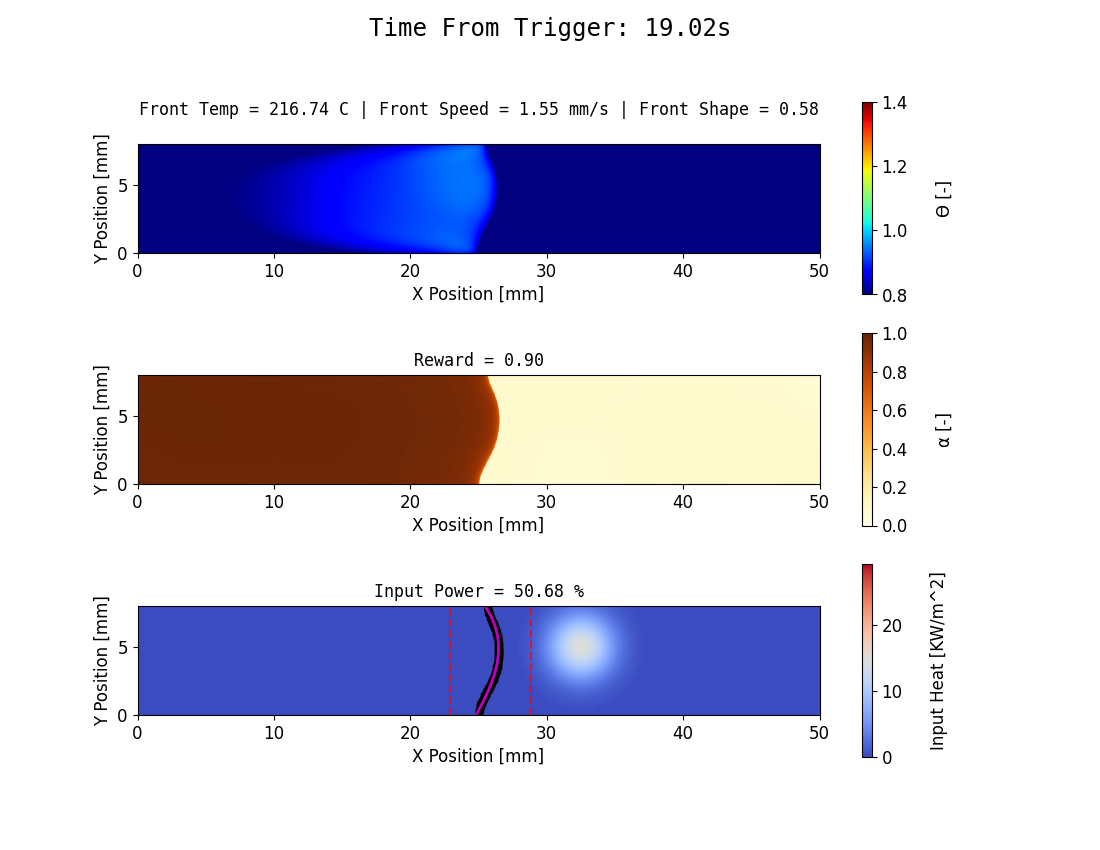 Time From Trigger: 19.02s
Front Temp = 216.74 C | Front Speed = 1.55 mm/s | Front Shape = 0.58
Y Position [mm]
5
0
0 10 20 30 40 50
X Position [mm]
1.4
1.2
1.0
0.8
Θ [-]
Reward = 0.90
Y Position [mm]
5
0
0 10 20 30 40 50
X Position [mm]
1.0
0.8
0.6
0.4
0.2
0.0
α [-]
Input Power = 50.68 %
Y Position [mm]
5
0
0 10 20 30 40 50
X Position [mm]
20
10
0
Input Heat [KW/m^2]